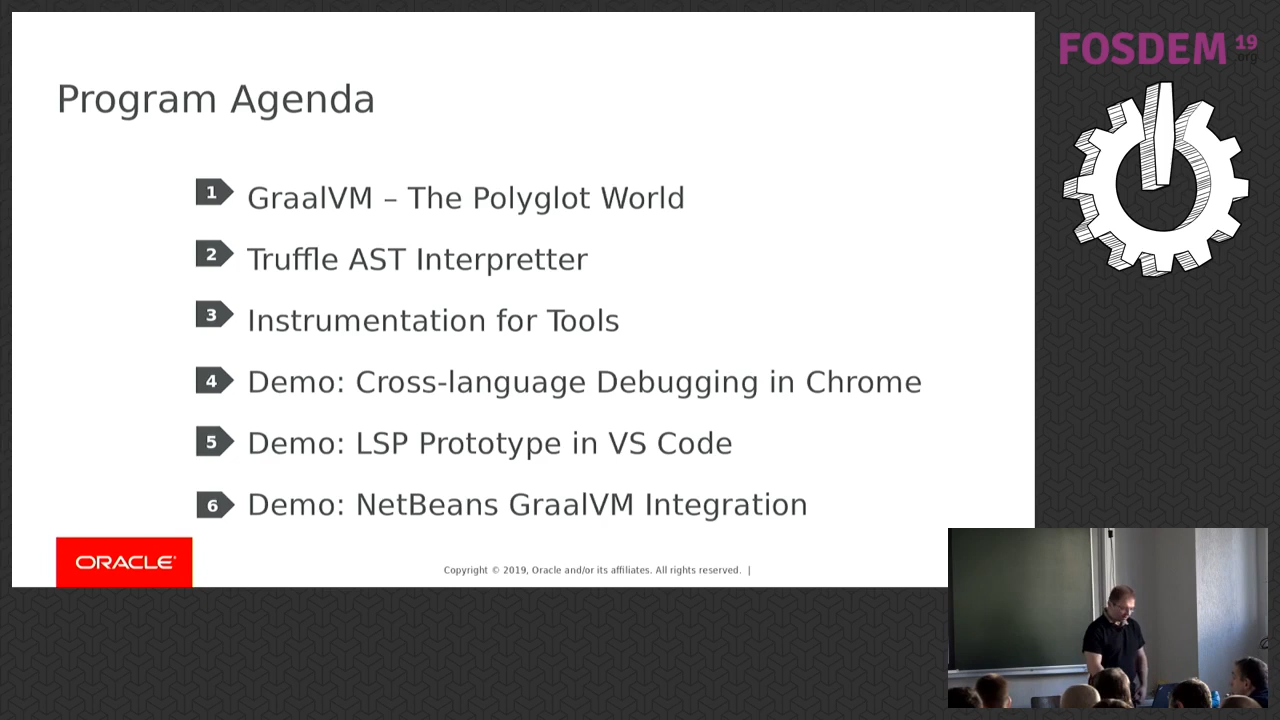 Program Agenda
1 GraalVM – The Polyglot World
2 Truffle AST Interpretter
3 Instrumentation for Tools
4 Demo: Cross-language Debugging in Chrome
5 Demo: LSP Prototype in VS Code
6 Demo: NetBeans GraalVM Integration
ORACLE®
Copyright © 2019, Oracle and/or its affiliates. All rights reserved. |
FOSDEM 19
.org